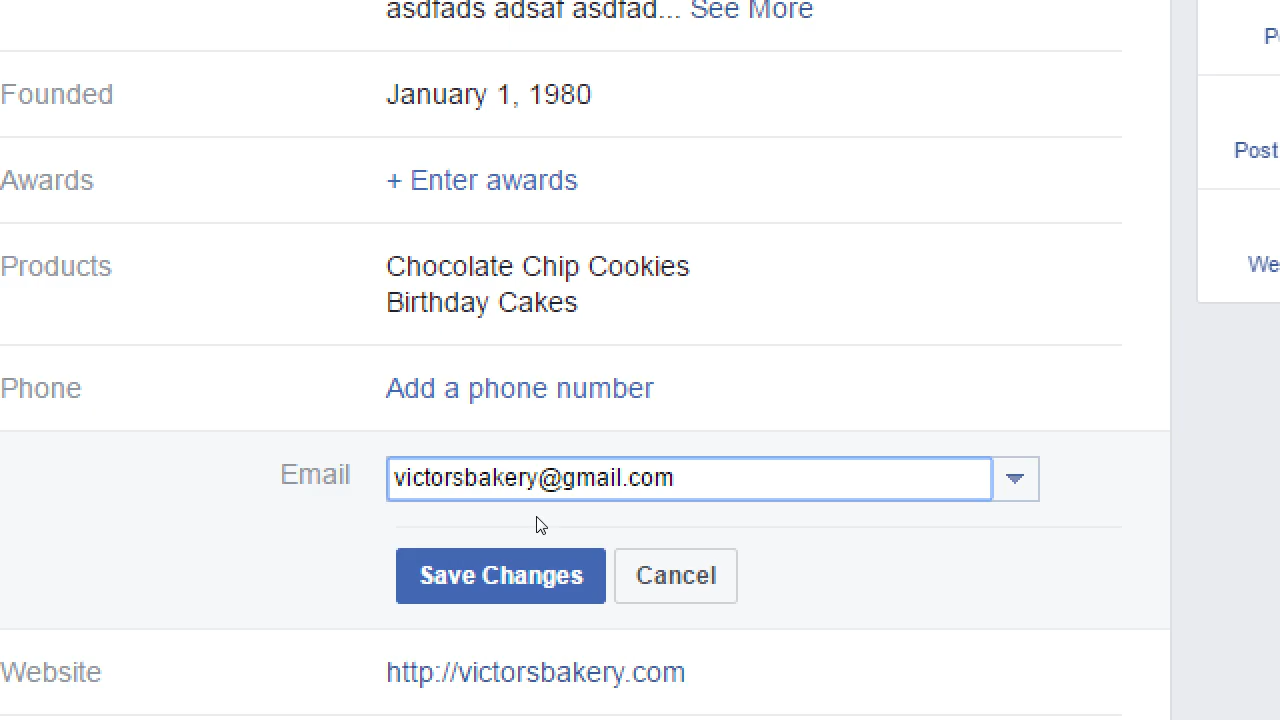 asdfads adsaf asdfad... See More
Founded January 1, 1980
Awards + Enter awards
Post
Products Chocolate Chip Cookies
Birthday Cakes
Phone Add a phone number
Email victorsbakery@gmail.com
Save Changes Cancel
Website http://victorsbakery.com